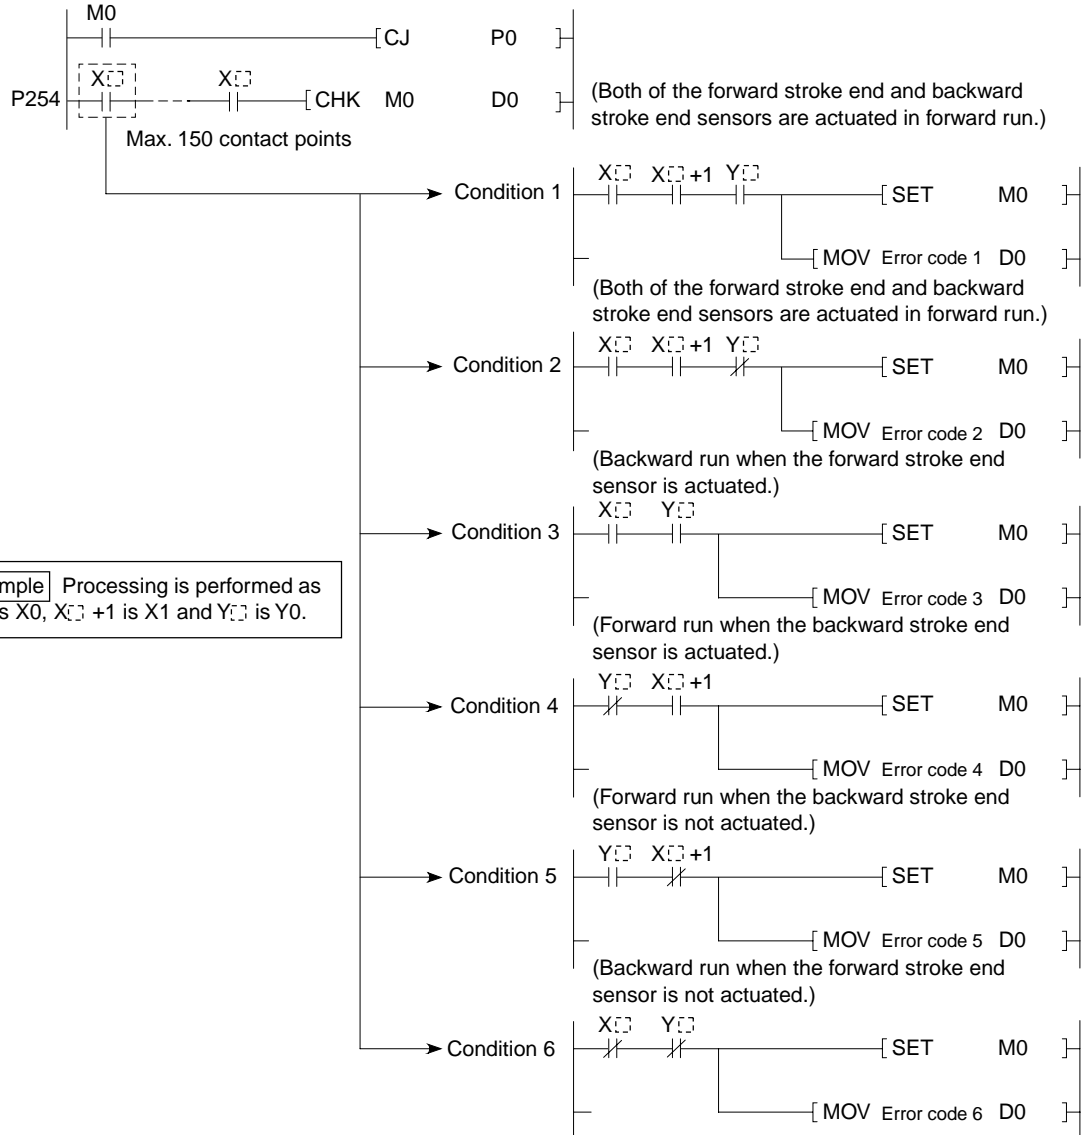 M0
[ CJ P0 ]
P254 X X [ CHK M0 D0 ]
Max. 150 contact points
(Both of the forward stroke end and backward
stroke end sensors are actuated in forward run.)
Condition 1 X X +1 Y [ SET M0 ]
[ MOV Error code 1 D0 ]
(Both of the forward stroke end and backward
stroke end sensors are actuated in forward run.)
Condition 2 X X +1 Y [ SET M0 ]
[ MOV Error code 2 D0 ]
(Backward run when the forward stroke end
sensor is actuated.)
Condition 3 X Y [ SET M0 ]
[ MOV Error code 3 D0 ]
mple Processing is performed as
s X0, X +1 is X1 and Y is Y0.
(Forward run when the backward stroke end
sensor is actuated.)
Condition 4 Y X +1 [ SET M0 ]
[ MOV Error code 4 D0 ]
(Forward run when the backward stroke end
sensor is not actuated.)
Condition 5 Y X +1 [ SET M0 ]
[ MOV Error code 5 D0 ]
(Backward run when the forward stroke end
sensor is not actuated.)
Condition 6 X Y [ SET M0 ]
[ MOV Error code 6 D0 ]